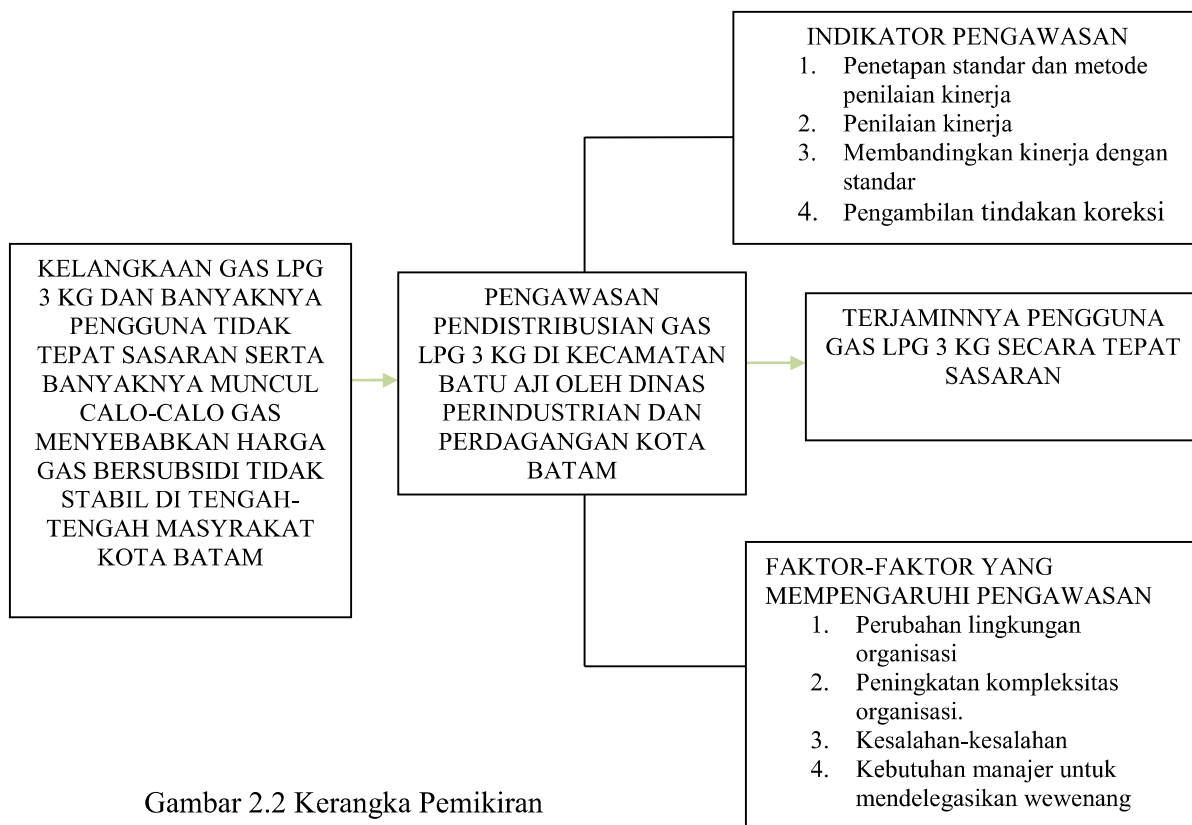 KELANGKAAN GAS LPG
3 KG DAN BANYAKNYA
PENGGUNA TIDAK
TEPAT SASARAN SERTA
BANYAKNYA MUNCUL
CALO-CALO GAS
MENYEBABKAN HARGA
GAS BERSUBSIDI TIDAK
STABIL DI TENGAH-
TENGAH MASYRAKAT
KOTA BATAM
PENGAWASAN
PENDISTRIBUSIAN GAS
LPG 3 KG DI KECAMATAN
BATU AJI OLEH DINAS
PERINDUSTRIAN DAN
PERDAGANGAN KOTA
BATAM
INDIKATOR PENGAWASAN
1. Penetapan standar dan metode
penilaian kinerja
2. Penilaian kinerja
3. Membandingkan kinerja dengan
standar
4. Pengambilan tindakan koreksi
TERJAMINNYA PENGGUNA
GAS LPG 3 KG SECARA TEPAT
SASARAN
FAKTOR-FAKTOR YANG
MEMPENGARUHI PENGAWASAN
1. Perubahan lingkungan
organisasi
2. Peningkatan kompleksitas
organisasi.
3. Kesalahan-kesalahan
4. Kebutuhan manajer untuk
mendelegasikan wewenang
Gambar 2.2 Kerangka Pemikiran